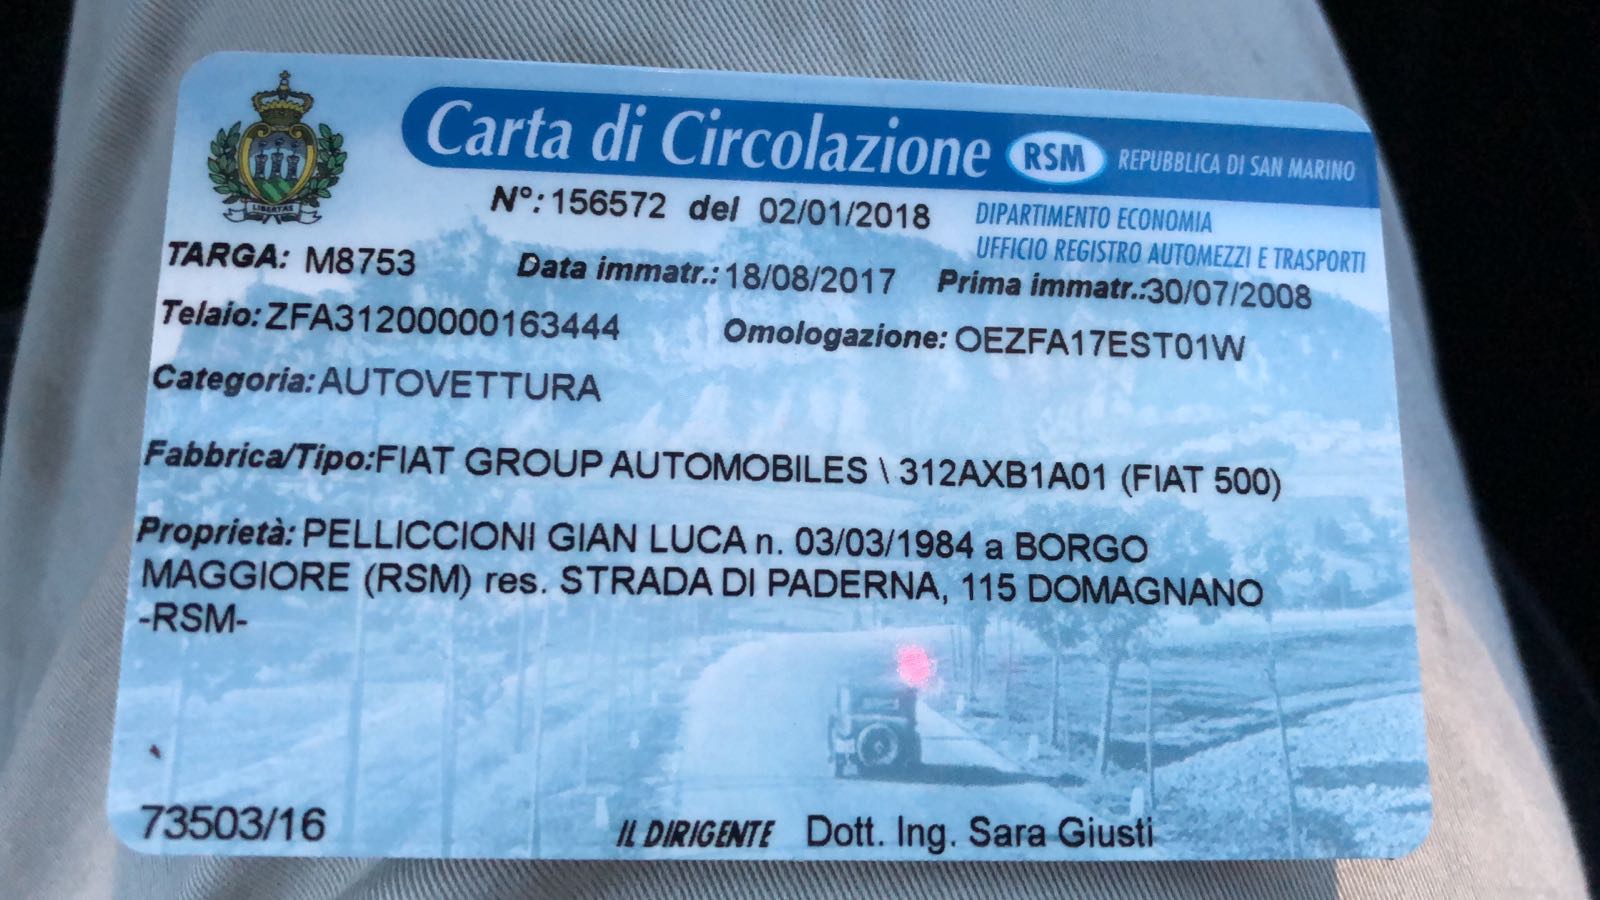 Carta di Circolazione RSM REPUBBLICA DI SAN MARINO
N°: 156572 del 02/01/2018 DIPARTIMENTO ECONOMIA
UFFICIO REGISTRO AUTOMEZZI E TRASPORTI
LIBERTAS
TARGA: M8753 Data immatr.: 18/08/2017 Prima immatr.:30/07/2008
Telaio: ZFA31200000163444 Omologazione: OEZFA17EST01W
Categoria: AUTOVETTURA
Fabbrica/Tipo: FIAT GROUP AUTOMOBILES \ 312AXB1A01 (FIAT 500)
Proprietà: PELLICCIONI GIAN LUCA n. 03/03/1984 a BORGO
MAGGIORE (RSM) res. STRADA DI PADERNA, 115 DOMAGNANO
-RSM-
73503/16 IL DIRIGENTE Dott. Ing. Sara Giusti